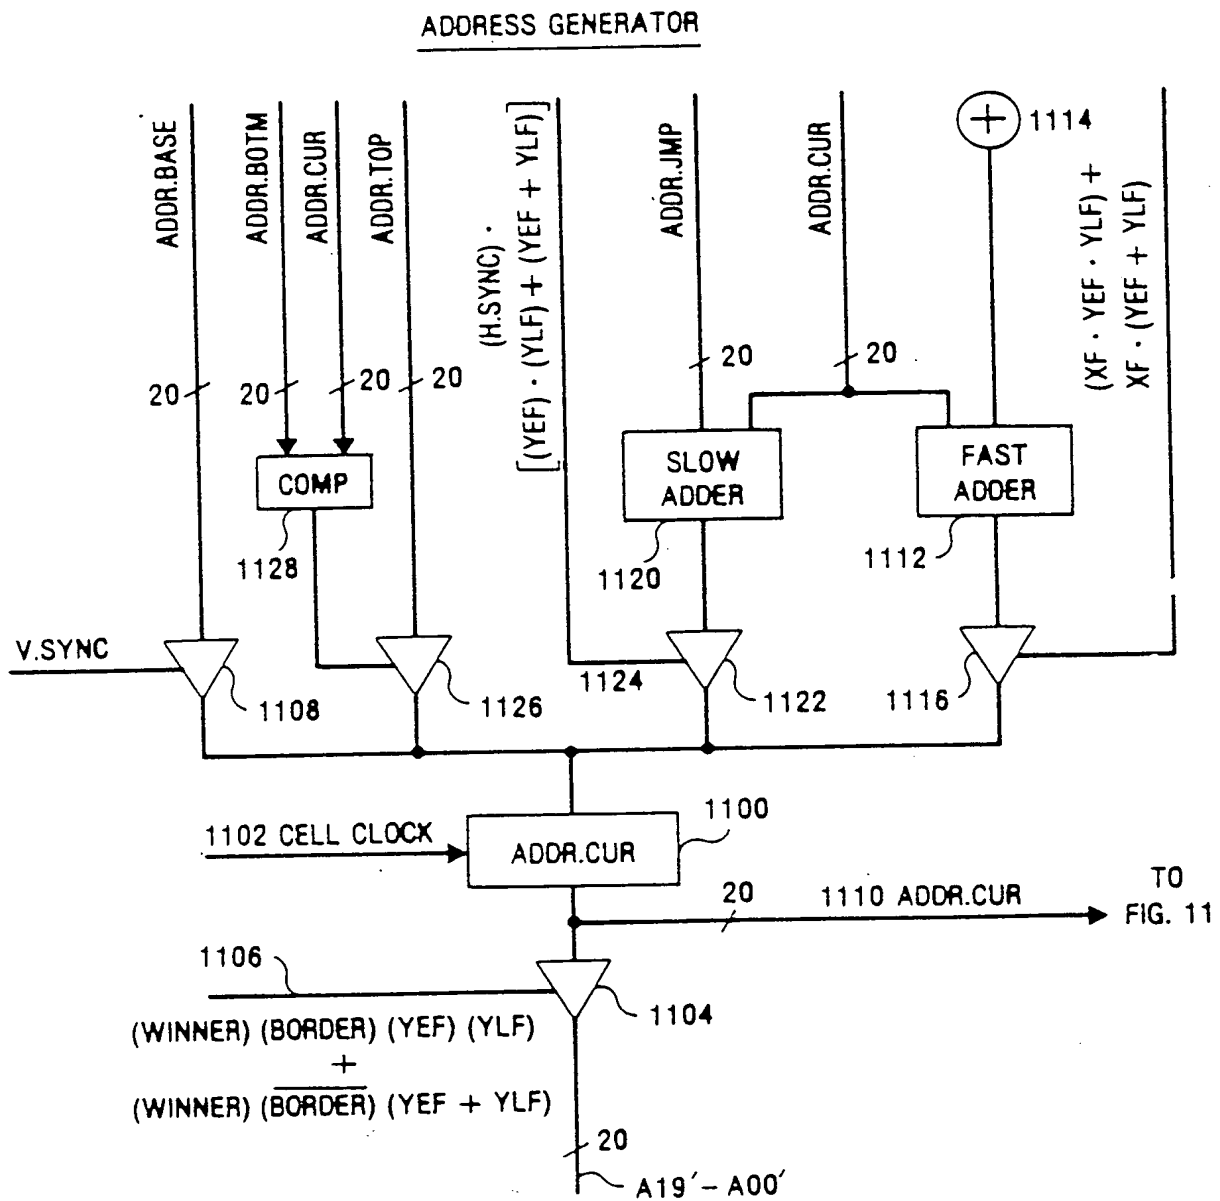 ADDRESS GENERATOR
ADDR.BASE
ADDR.BOTM
ADDR.CUR
ADDR.TOP
(H.SYNC) ·
[(YEF) · (YLF) + (YEF + YLF)]
ADDR.JMP
ADDR.CUR
+
1114
(XF · YEF · YLF) +
XF · (YEF + YLF)
20
20
20
20
20
20
COMP
1128
SLOW
ADDER
1120
FAST
ADDER
1112
V.SYNC
1108
1126
1124
1122
1116
1102 CELL CLOCK
1100
ADDR.CUR
20
1110 ADDR.CUR
TO
FIG. 11
1106
1104
(WINNER) (BORDER) (YEF) (YLF)
+
(WINNER) (B̅O̅R̅D̅E̅R̅) (YEF + YLF)
20
A19′– A00′